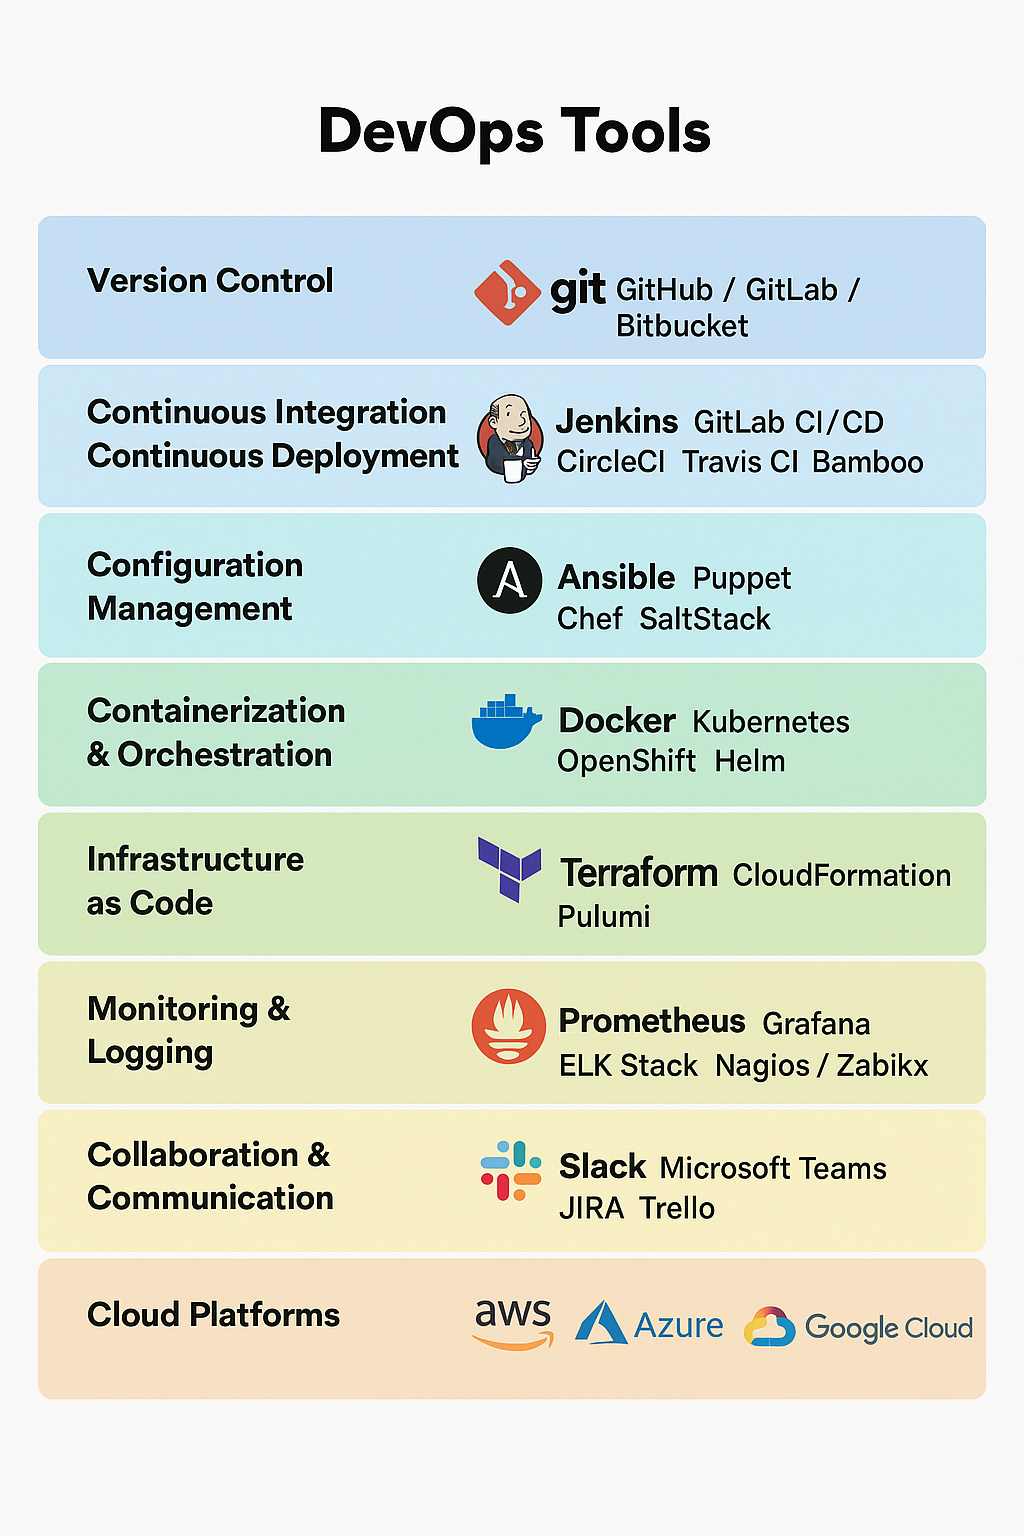 DevOps Tools
Version Control
git GitHub / GitLab /
Bitbucket
Continuous Integration
Continuous Deployment
Jenkins GitLab CI/CD
CircleCI Travis CI Bamboo
Configuration
Management
Ansible Puppet
Chef SaltStack
Containerization
& Orchestration
Docker Kubernetes
OpenShift Helm
Infrastructure
as Code
Terraform CloudFormation
Pulumi
Monitoring &
Logging
Prometheus Grafana
ELK Stack Nagios / Zabikx
Collaboration &
Communication
Slack Microsoft Teams
JIRA Trello
Cloud Platforms
aws Azure Google Cloud